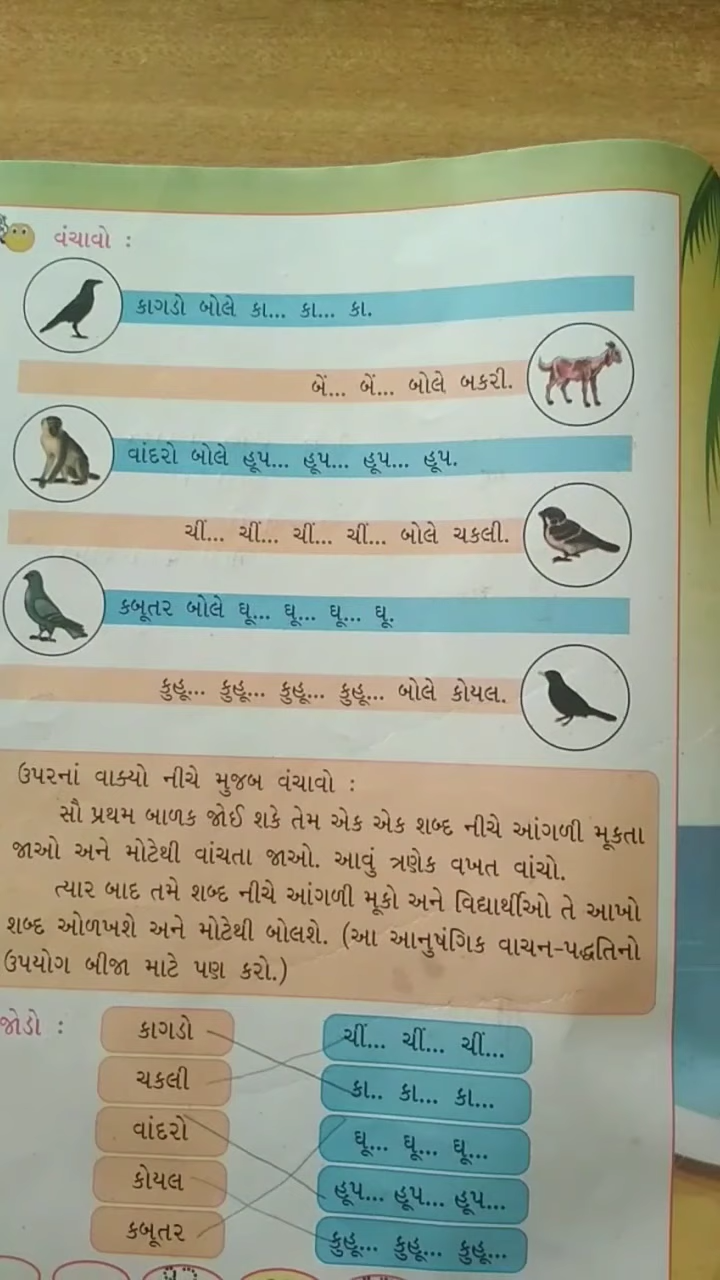 વંચાવો :
કાગડો બોલે કા... કા... કા.
બેં... બેં... બોલે બકરી.
વાંદરો બોલે હૂપ... હૂપ... હૂપ... હૂપ.
ચીં... ચીં... ચીં... ચીં... બોલે ચકલી.
કબૂતર બોલે ઘૂ... ઘૂ... ઘૂ... ઘૂ.
કુહૂ... કુહૂ... કુહૂ... કુહૂ... બોલે કોયલ.
ઉપરનાં વાક્યો નીચે મુજબ વંચાવો :
સૌ પ્રથમ બાળક જોઈ શકે તેમ એક એક શબ્દ નીચે આંગળી મૂકતા
જાઓ અને મોટેથી વાંચતા જાઓ. આવું ત્રણેક વખત વાંચો.
ત્યાર બાદ તમે શબ્દ નીચે આંગળી મૂકો અને વિદ્યાર્થીઓ તે આખો
શબ્દ ઓળખશે અને મોટેથી બોલશે. (આ આનુષંગિક વાચન-પદ્ધતિનો
ઉપયોગ બીજા માટે પણ કરો.)
જોડો :
કાગડો
ચીં... ચીં... ચીં...
ચકલી
કા.. કા... કા...
વાંદરો
ઘૂ... ઘૂ... ઘૂ...
કોયલ
હૂપ... હૂપ... હૂપ...
કબૂતર
કુહૂ... કુહૂ... કુહૂ...